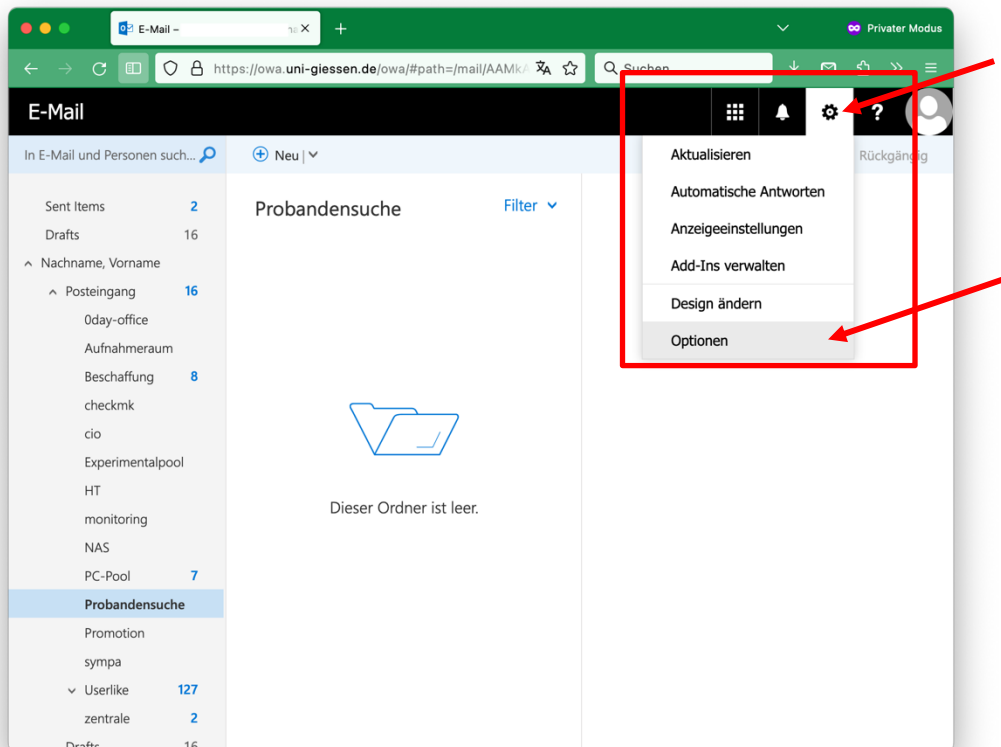 E-Mail –
Privater Modus
https://owa.uni-giessen.de/owa/#path=/mail/AAMkA
Suchen
E-Mail
?
In E-Mail und Personen such...
Neu |
Rückgängig
Sent Items 2
Drafts 16
Nachname, Vorname
Posteingang 16
0day-office
Aufnahmeraum
Beschaffung 8
checkmk
cio
Experimentalpool
HT
monitoring
NAS
PC-Pool 7
Probandensuche
Promotion
sympa
Userlike 127
zentrale 2
Drafts 16
Probandensuche
Filter
Dieser Ordner ist leer.
Aktualisieren
Automatische Antworten
Anzeigeeinstellungen
Add-Ins verwalten
Design ändern
Optionen